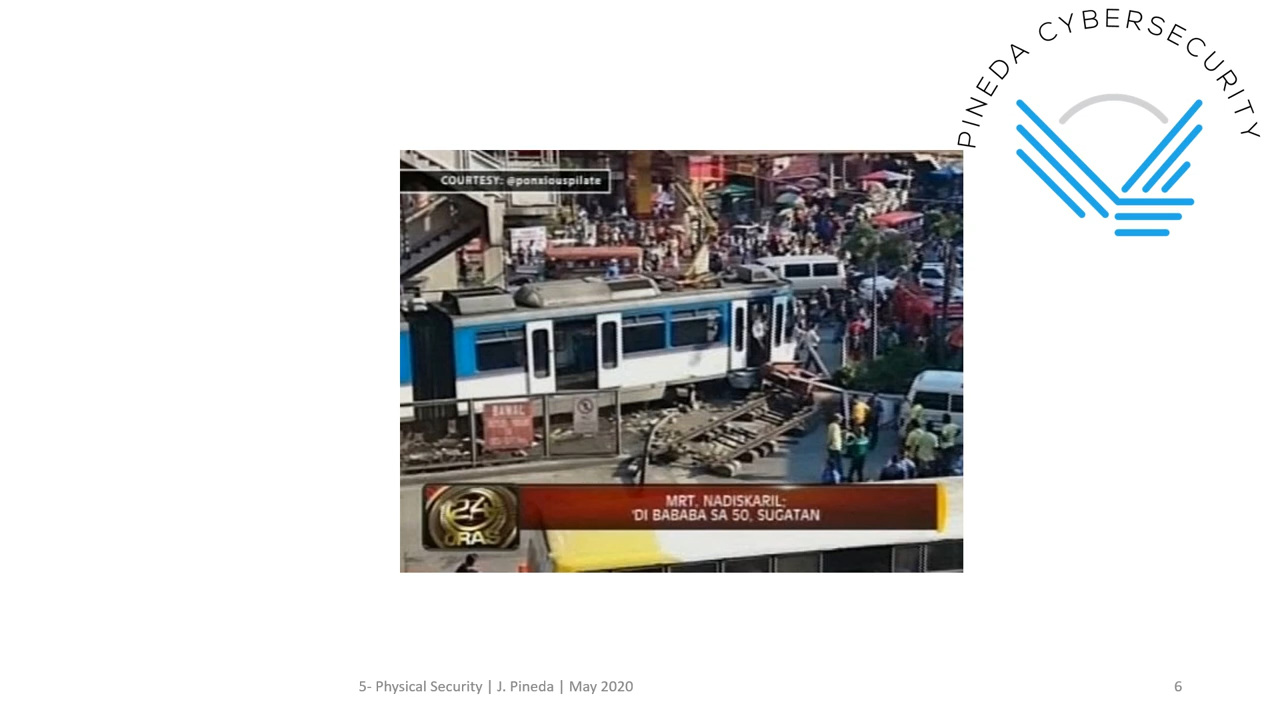 PINEDA CYBERSECURITY
COURTESY: @ponxiouspilate
BAWAL
24
ORAS
MRT, NADISKARIL;
'DI BABABA SA 50, SUGATAN
5- Physical Security | J. Pineda | May 2020
6